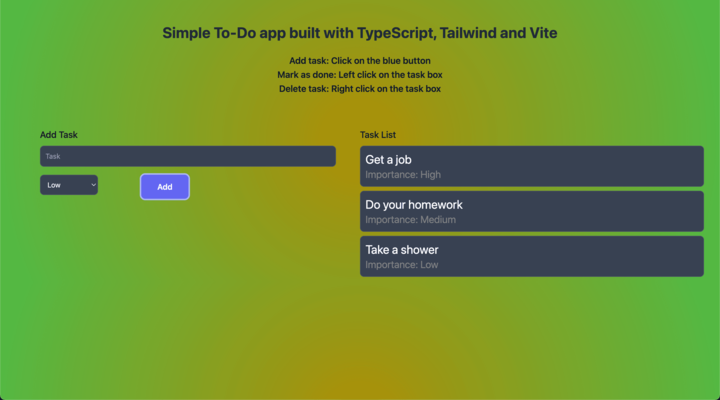 Simple To-Do app built with TypeScript, Tailwind and Vite
Add task: Click on the blue button
Mark as done: Left click on the task box
Delete task: Right click on the task box
Add Task
Task
Low
Add
Task List
Get a job
Importance: High
Do your homework
Importance: Medium
Take a shower
Importance: Low